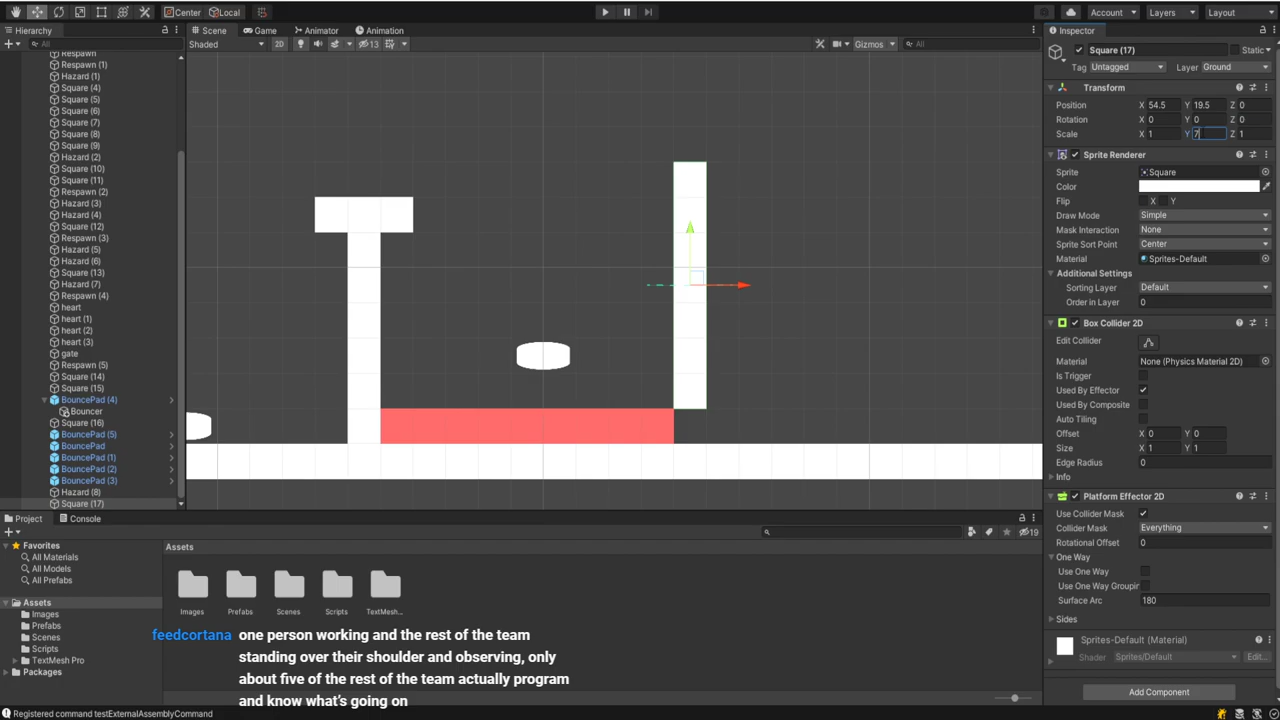 Center
Local
Account
Layers
Layout
Hierarchy
Scene
Game
Animator
Animation
Inspector
All
Shaded
2D
13
Gizmos
All
Respawn
Respawn (1)
Hazard (1)
Square (4)
Square (5)
Square (6)
Square (7)
Square (8)
Square (9)
Hazard (2)
Square (10)
Square (11)
Respawn (2)
Hazard (3)
Hazard (4)
Square (12)
Respawn (3)
Hazard (5)
Hazard (6)
Square (13)
Hazard (7)
Respawn (4)
heart
heart (1)
heart (2)
heart (3)
gate
Respawn (5)
Square (14)
Square (15)
BouncePad (4)
Bouncer
Square (16)
BouncePad (5)
BouncePad
BouncePad (1)
BouncePad (2)
BouncePad (3)
Hazard (8)
Square (17)
Square (17)
Static
Tag Untagged Layer Ground
Transform
Position X 54.5 Y 19.5 Z 0
Rotation X 0 Y 0 Z 0
Scale X 1 Y 7 Z 1
Sprite Renderer
Sprite Square
Color
Flip X Y
Draw Mode Simple
Mask Interaction None
Sprite Sort Point Center
Material Sprites-Default
Additional Settings
Sorting Layer Default
Order in Layer 0
Box Collider 2D
Edit Collider
Material None (Physics Material 2D)
Is Trigger
Used By Effector
Used By Composite
Auto Tiling
Offset X 0 Y 0
Size X 1 Y 1
Edge Radius 0
Info
Platform Effector 2D
Use Collider Mask
Collider Mask Everything
Rotational Offset 0
One Way
Use One Way
Use One Way Groupin
Surface Arc 180
Sides
Sprites-Default (Material)
Shader Sprites/Default Edit...
Add Component
Project
Console
19
Favorites
All Materials
All Models
All Prefabs
Assets
Images
Prefabs
Scenes
Scripts
TextMesh Pro
Packages
Assets
Images
Prefabs
Scenes
Scripts
TextMesh...
feedcortana one person working and the rest of the team
standing over their shoulder and observing, only
about five of the rest of the team actually program
and know what's going on
Registered command testExternalAssemblyCommand